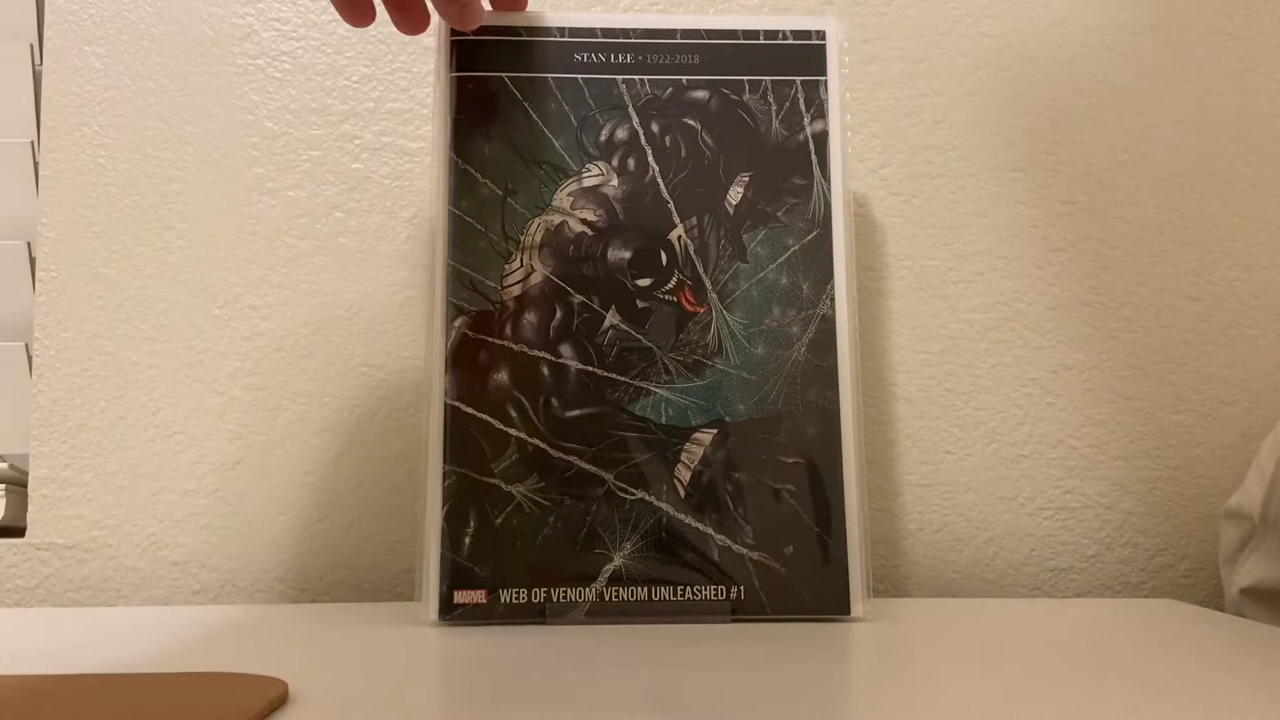 STAN LEE • 1922-2018
MARVEL WEB OF VENOM: VENOM UNLEASHED #1